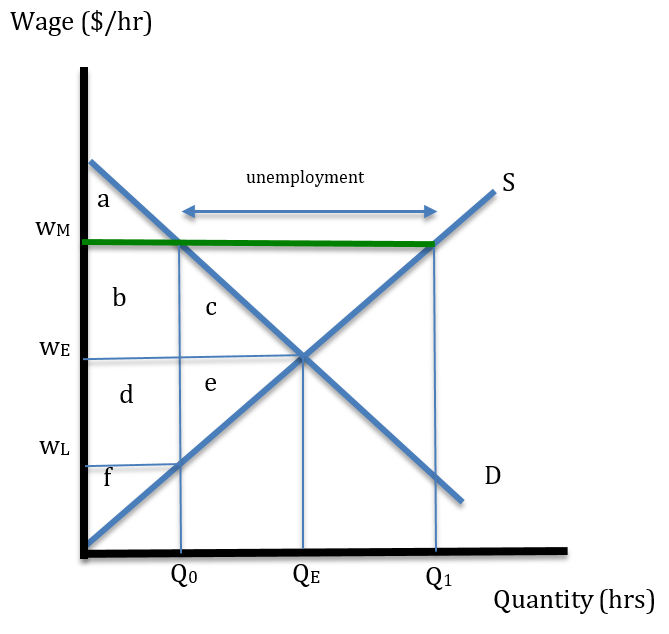 Wage ($/hr)
unemployment
S
a
wM
b
c
wE
d
e
wL
f
D
Q0
QE
Q1
Quantity (hrs)